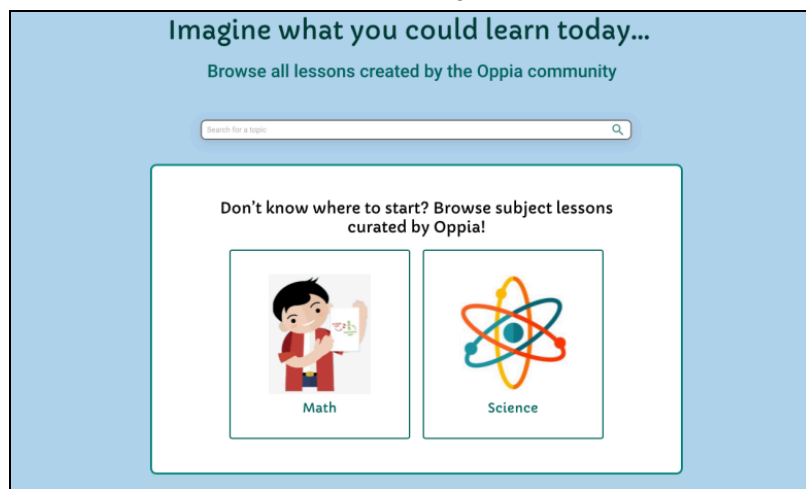 Imagine what you could learn today...
Browse all lessons created by the Oppia community
Search for a topic
Don't know where to start? Browse subject lessons
curated by Oppia!
Math
Science